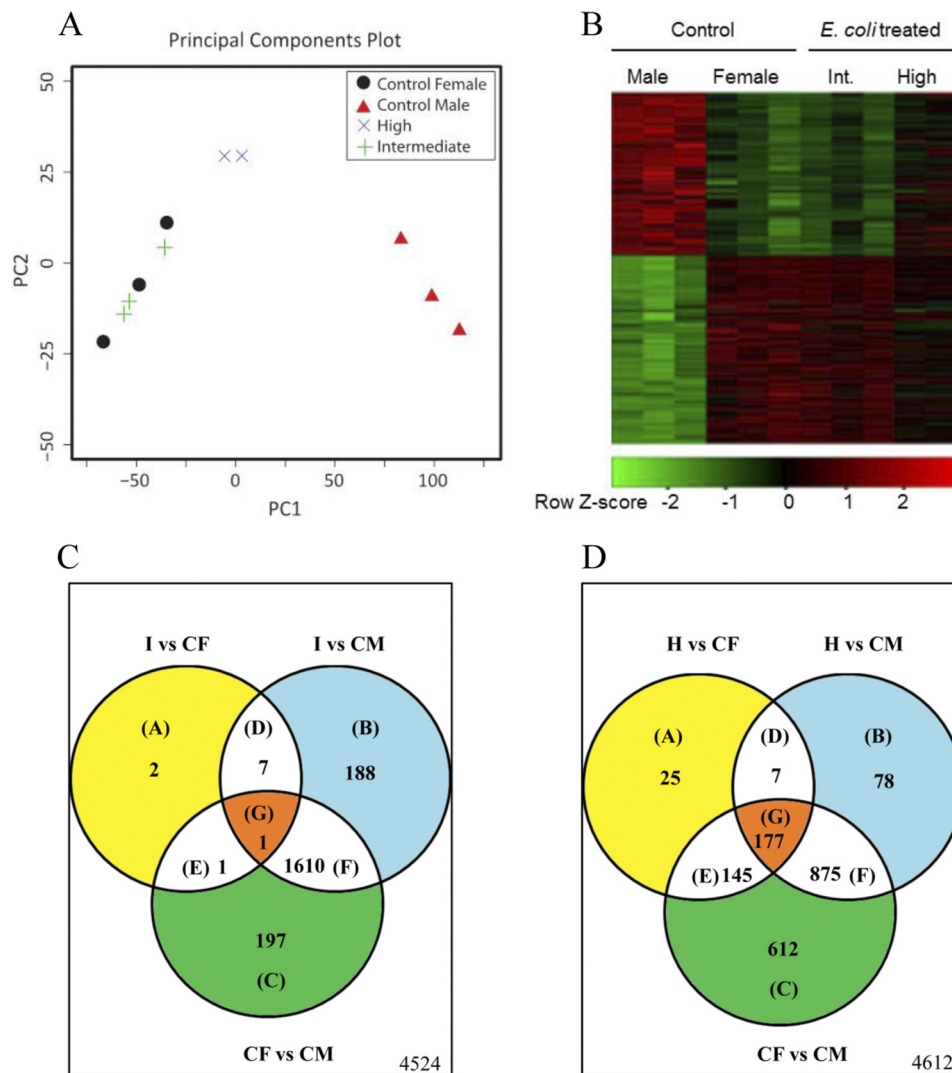 A
Principal Components Plot
Control Female
Control Male
High
Intermediate
PC2
50
25
0
−25
−50
−50
0
50
100
PC1
B
Control
E. coli treated
Male
Female
Int.
High
Row Z-score
-2
-1
0
1
2
C
I vs CF
I vs CM
(A)
2
(D)
7
(B)
188
(G)
1
(E) 1
1610 (F)
197
(C)
CF vs CM
4524
D
H vs CF
H vs CM
(A)
25
(D)
7
(B)
78
(G)
177
(E) 145
875 (F)
612
(C)
CF vs CM
4612